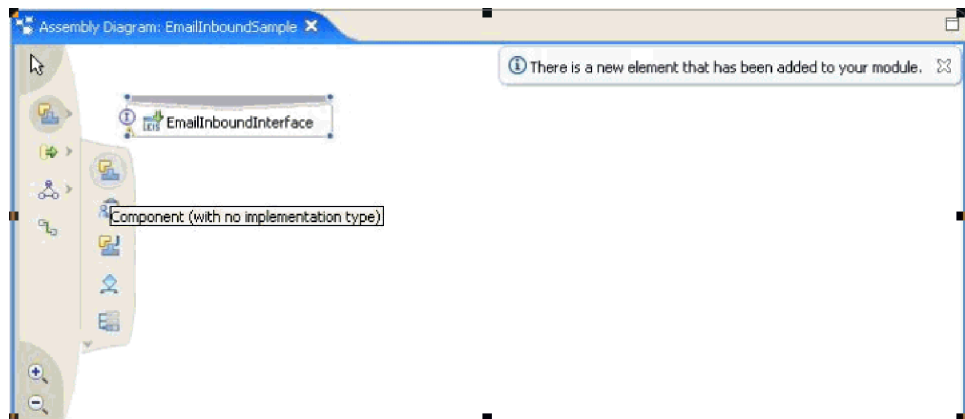 Assembly Diagram: EmailInboundSample
There is a new element that has been added to your module.
EmailInboundInterface
Component (with no implementation type)